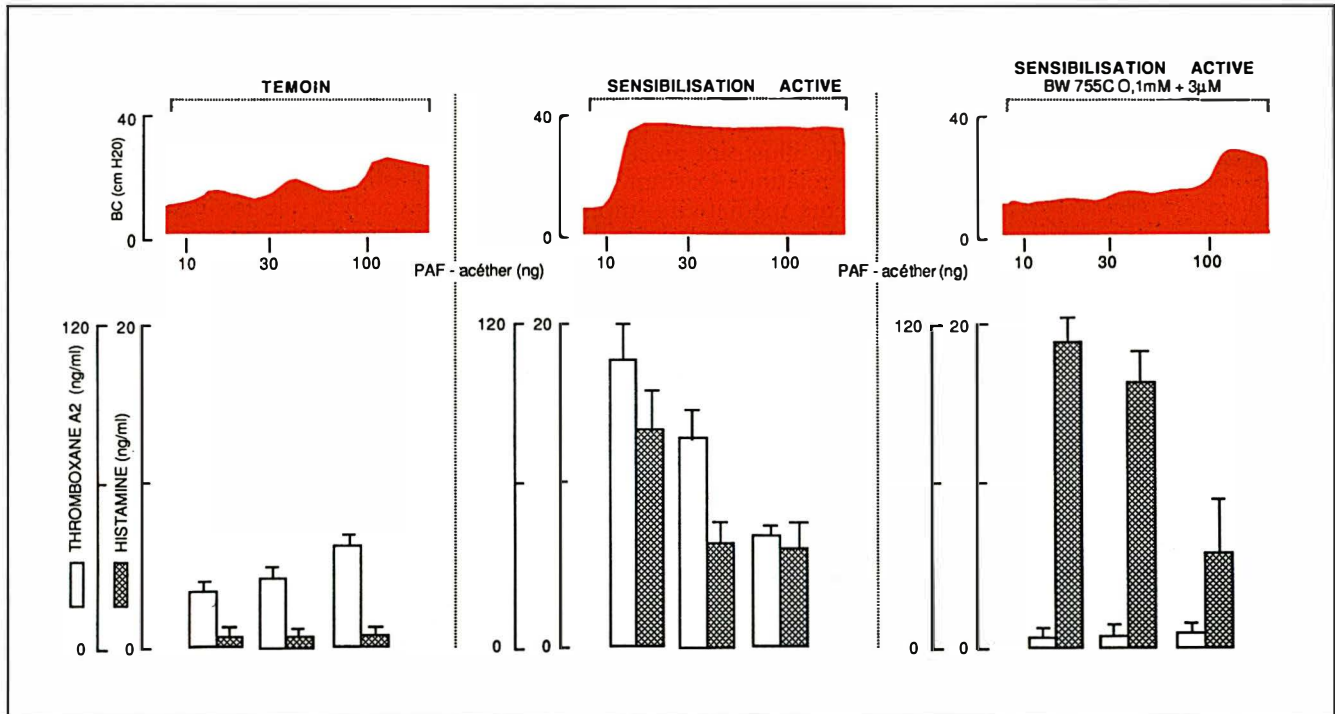 TEMOIN
SENSIBILISATION ACTIVE
SENSIBILISATION ACTIVE
BW 755C O,1mM + 3µM
BC (cm H20)
40
0
40
0
40
0
10 30 100
PAF - acéther (ng)
10 30 100
PAF - acéther (ng)
10 30 100
THROMBOXANE A2 (ng/ml)
HISTAMINE (ng/ml)
120 20
0 0
120 20
0 0
120 20
0 0